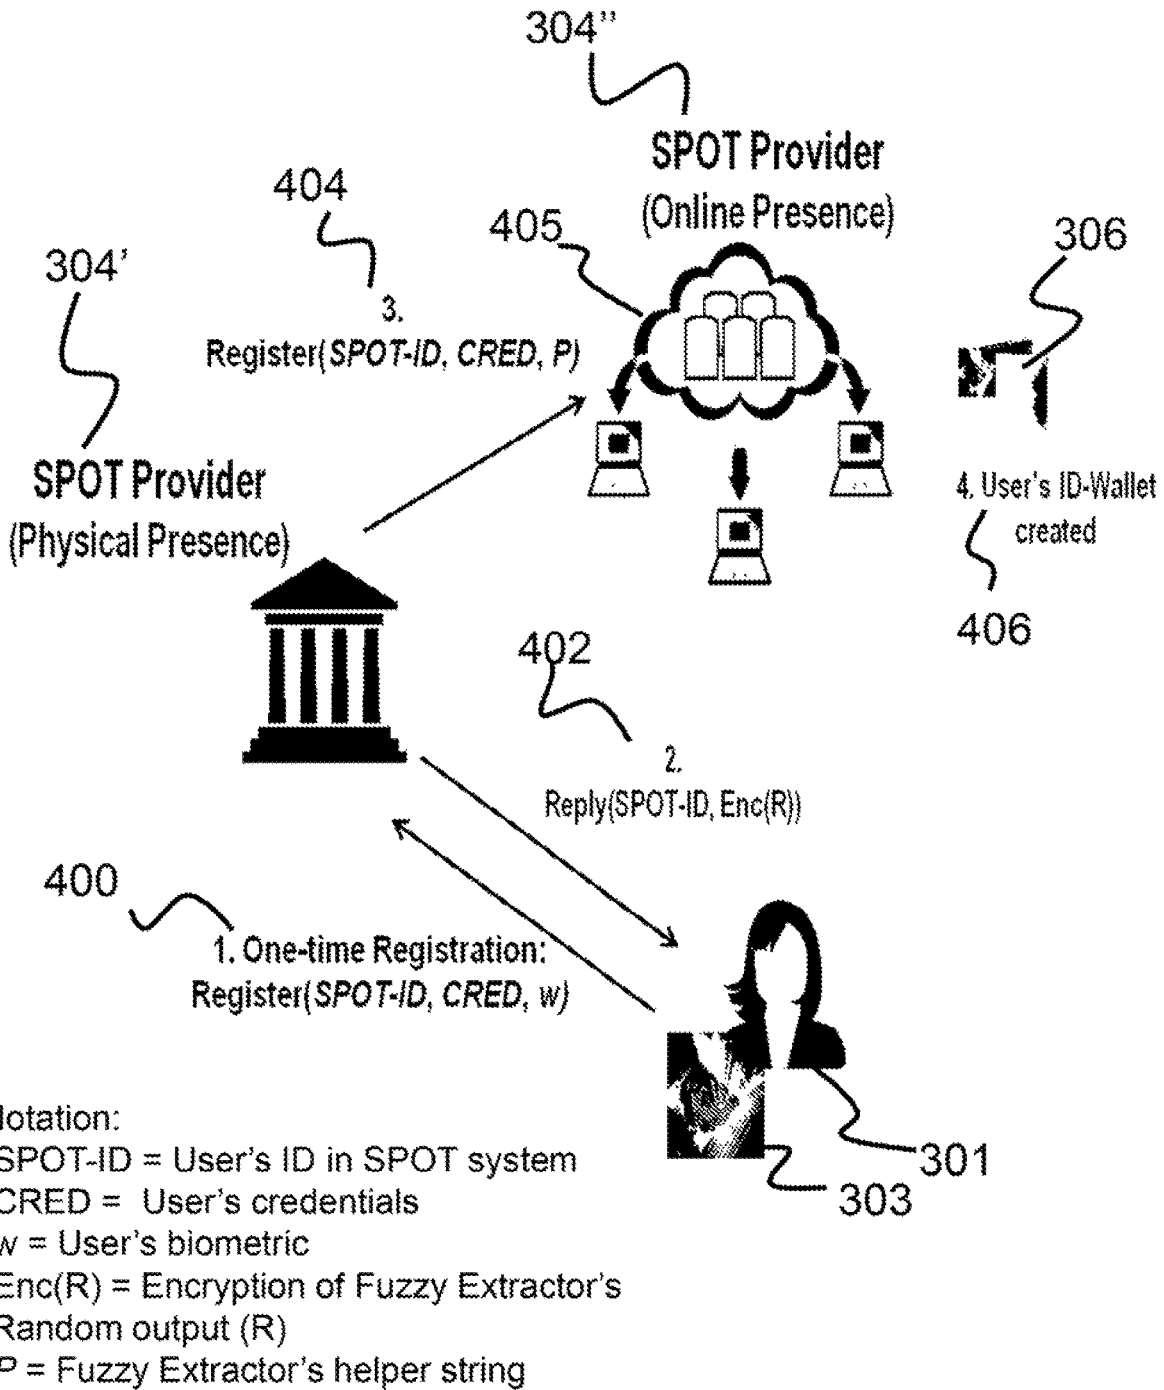 304''
SPOT Provider
(Online Presence)
404
405
306
304'
3.
Register(SPOT-ID, CRED, P)
SPOT Provider
(Physical Presence)
4. User's ID-Wallet
created
406
402
2.
Reply(SPOT-ID, Enc(R))
400
1. One-time Registration:
Register(SPOT-ID, CRED, w)
301
303
lotation:
SPOT-ID = User's ID in SPOT system
CRED = User's credentials
w = User's biometric
Enc(R) = Encryption of Fuzzy Extractor's
Random output (R)
P = Fuzzy Extractor's helper string